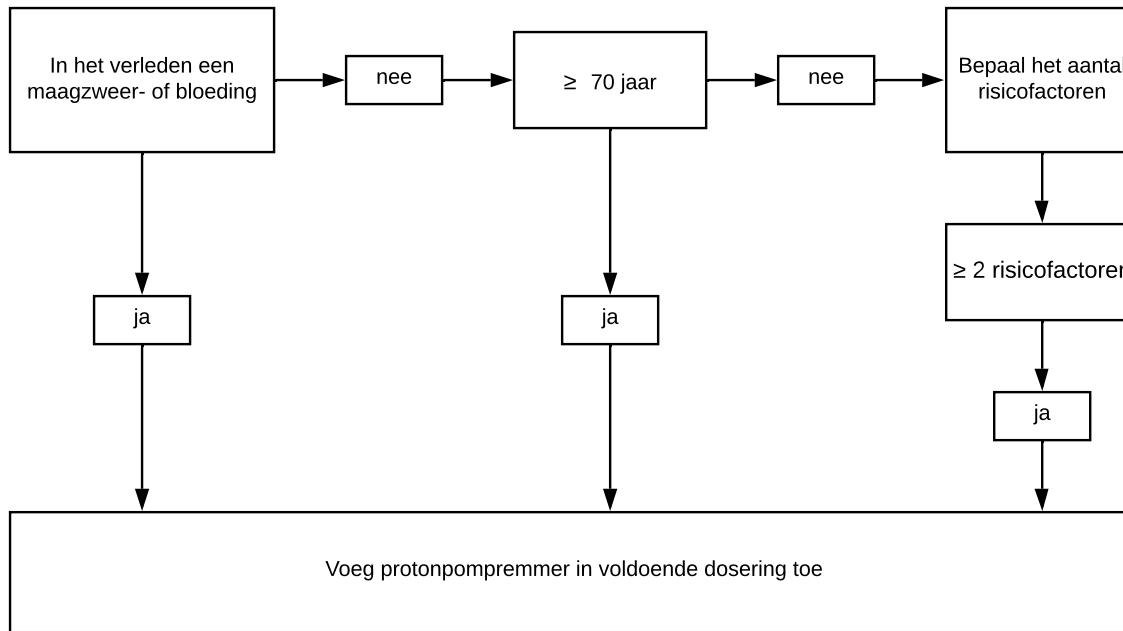 In het verleden een
maagzweer- of bloeding
nee
≥ 70 jaar
nee
Bepaal het aantal
risicofactoren
≥ 2 risicofactoren
ja
ja
ja
Voeg protonpompremmer in voldoende dosering toe